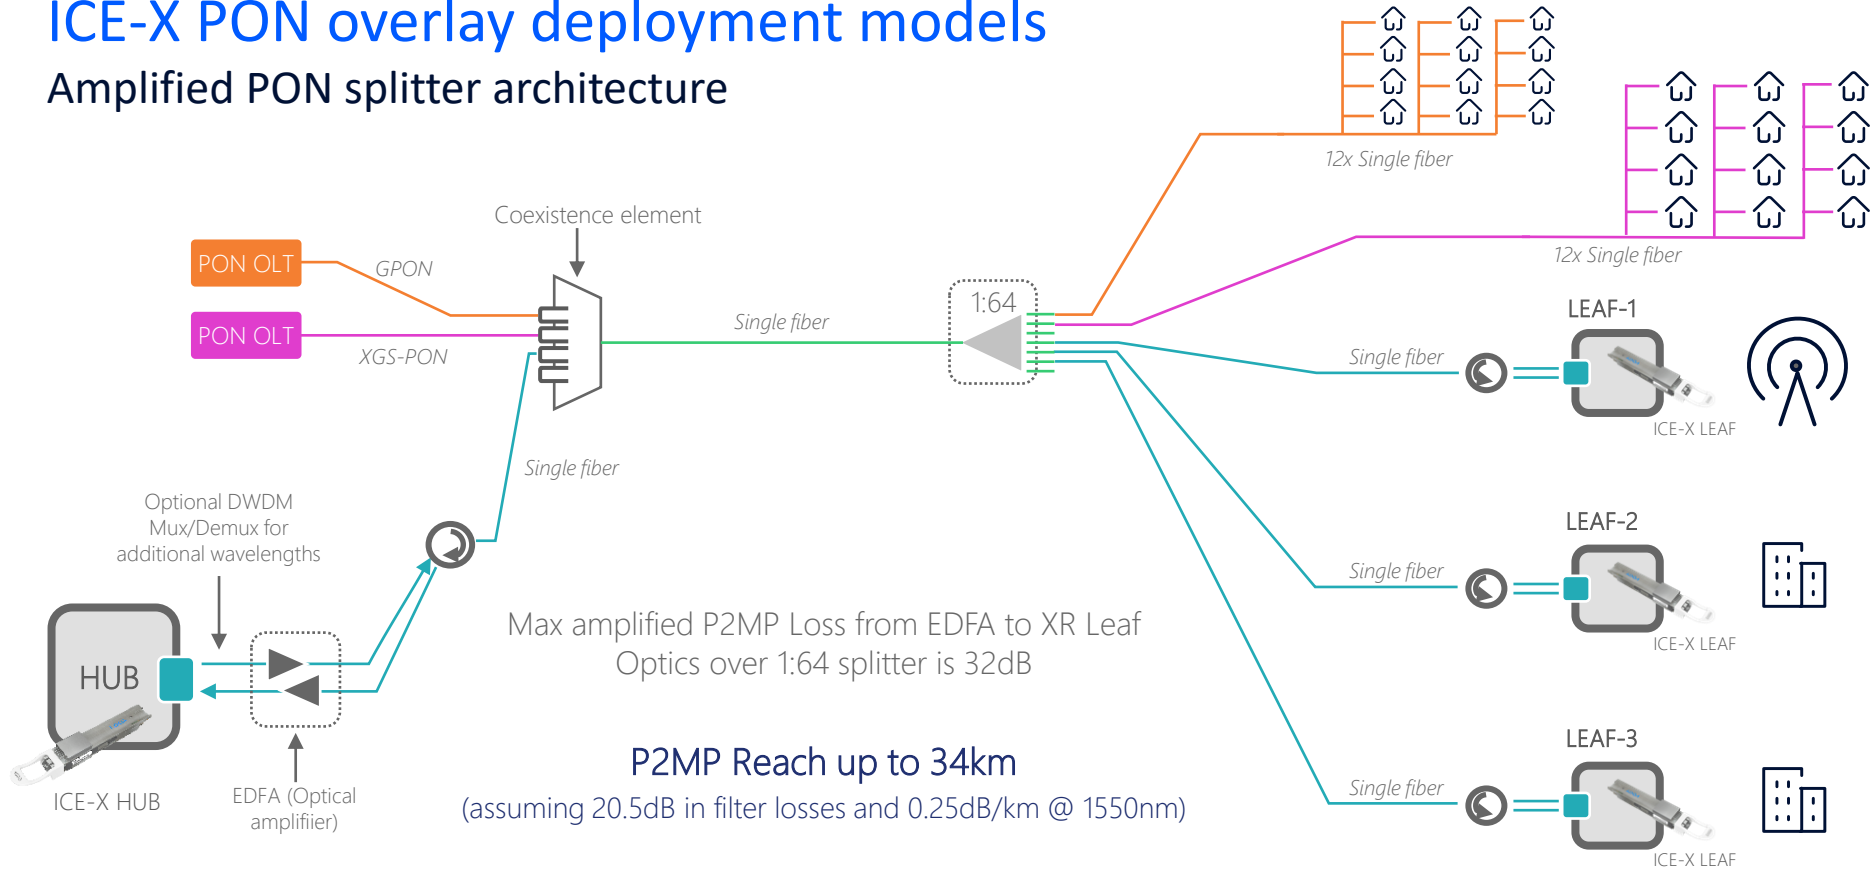 ICE-X PON overlay deployment models
Amplified PON splitter architecture
12x Single fiber
12x Single fiber
Coexistence element
PON OLT
GPON
PON OLT
XGS-PON
Single fiber
1:64
LEAF-1
Single fiber
ICE-X LEAF
Single fiber
Optional DWDM
Mux/Demux for
additional wavelengths
LEAF-2
Single fiber
ICE-X LEAF
HUB
ICE-X HUB
EDFA (Optical
amplifiier)
Max amplified P2MP Loss from EDFA to XR Leaf
Optics over 1:64 splitter is 32dB
P2MP Reach up to 34km
(assuming 20.5dB in filter losses and 0.25dB/km @ 1550nm)
LEAF-3
Single fiber
ICE-X LEAF